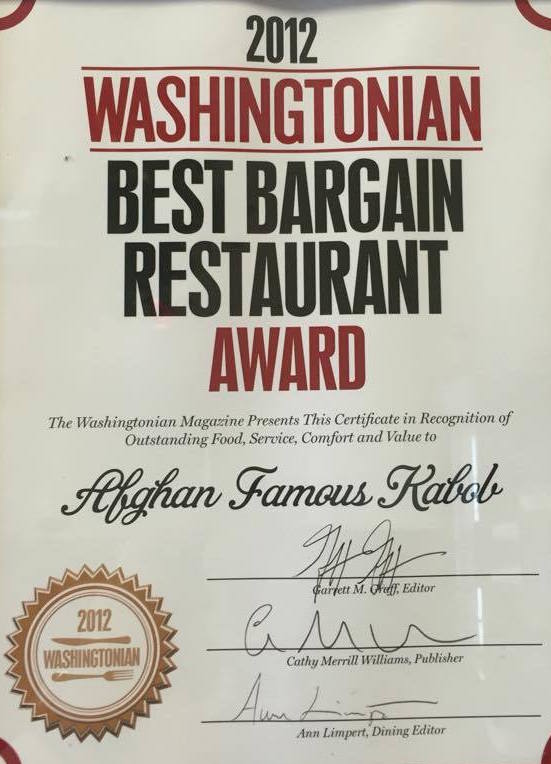 2012
WASHINGTONIAN
BEST BARGAIN
RESTAURANT
AWARD
The Washingtonian Magazine Presents This Certificate in Recognition of
Outstanding Food, Service, Comfort and Value to
Afghan Famous Kabob
Garrett M. Graff, Editor
Cathy Merrill Williams, Publisher
Ann Limpert
Ann Limpert, Dining Editor
2012
WASHINGTONIAN